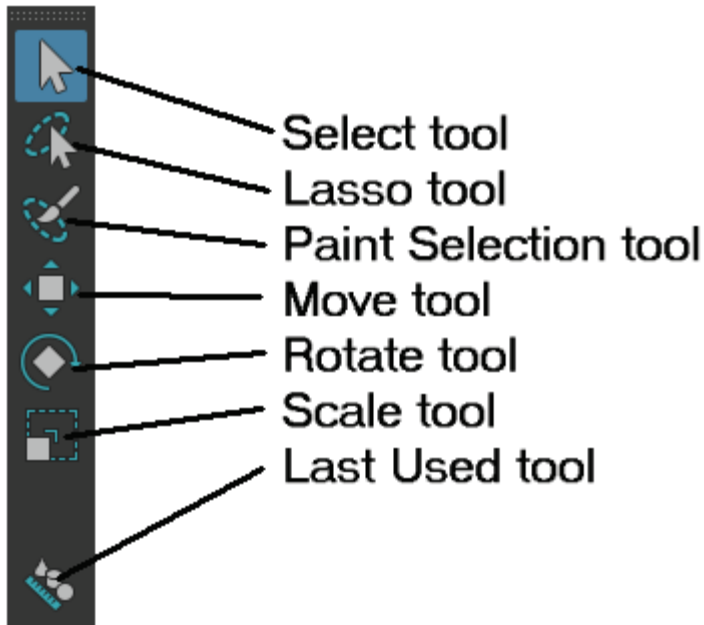 Select tool
Lasso tool
Paint Selection tool
Move tool
Rotate tool
Scale tool
Last Used tool